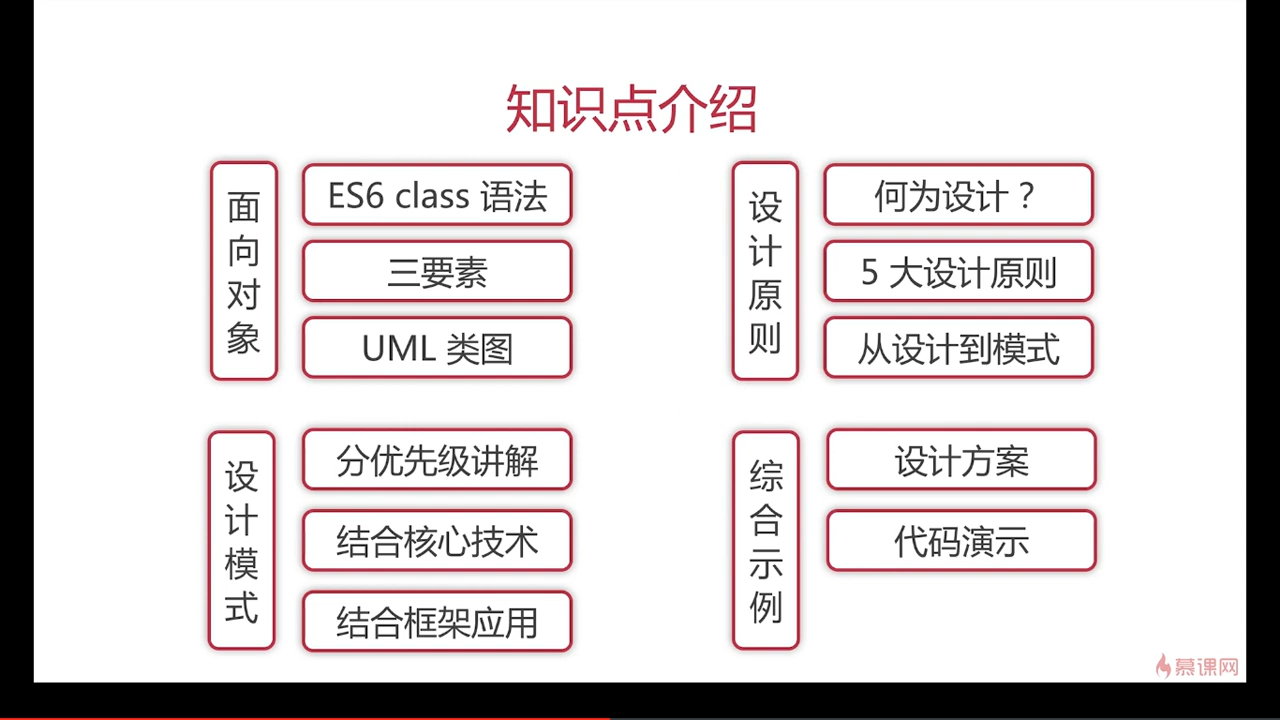 知识点介绍
面向对象
ES6 class 语法
三要素
UML 类图
设计原则
何为设计？
5 大设计原则
从设计到模式
设计模式
分优先级讲解
结合核心技术
结合框架应用
综合示例
设计方案
代码演示
慕课网